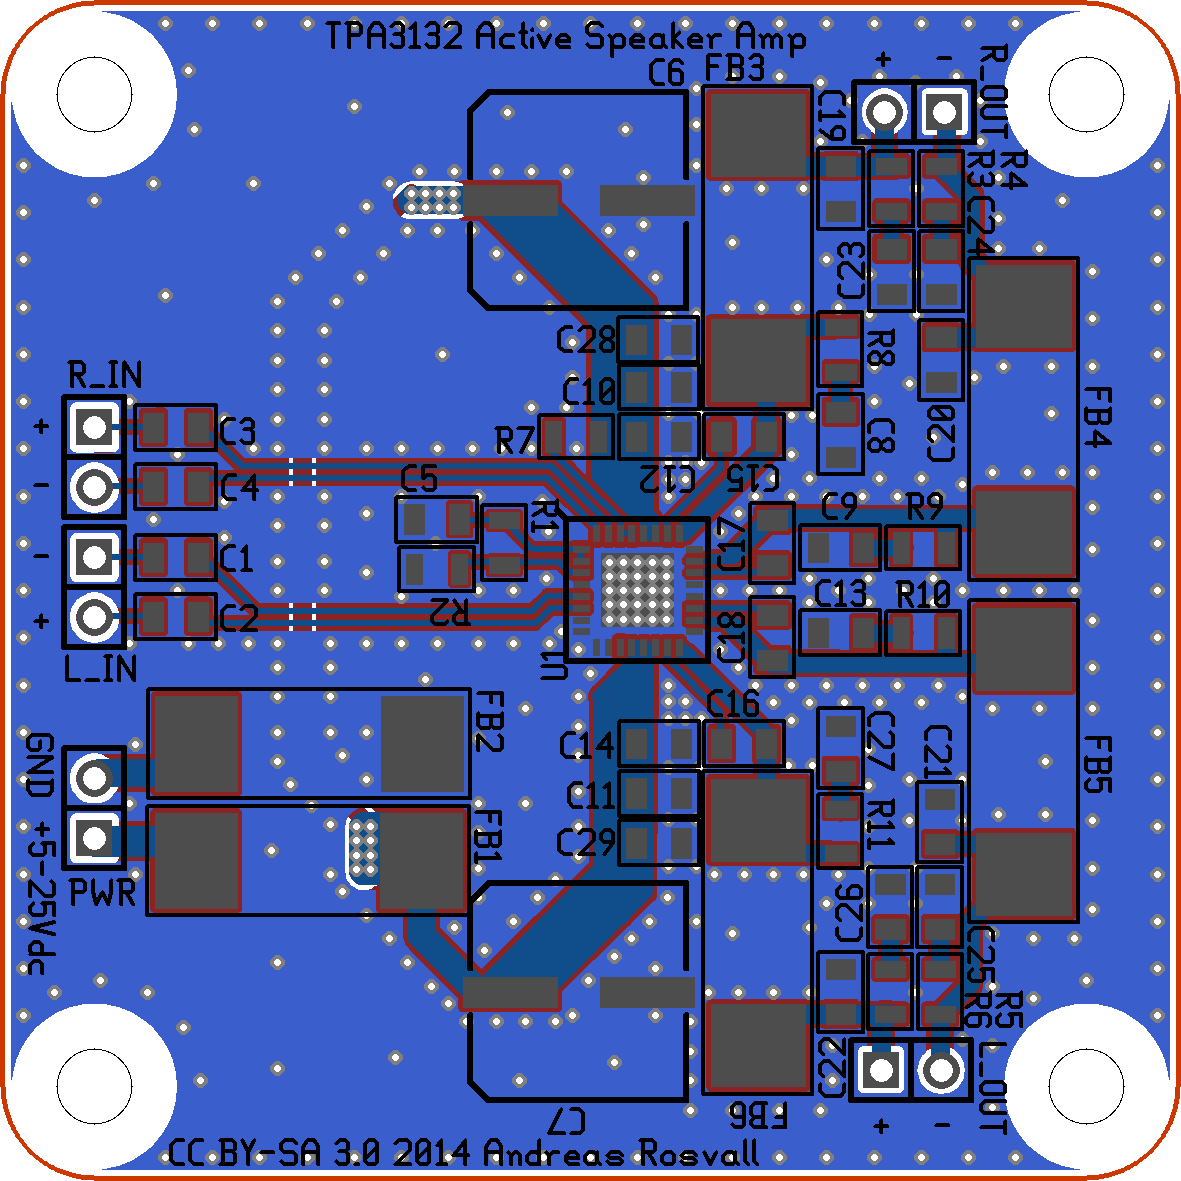 TPA3132 Active Speaker Amp
C6
FB3
+
-
R_OUT
C19
R3
R4
C24
C23
C28
C10
R7
C12
C15
R8
C8
C20
FB4
R_IN
+
-
C3
C4
-
+
C1
C2
L_IN
C5
R1
R2
U1
C17
C9
R9
C18
C13
R10
FB2
GND
+5-25Vdc
PWR
FB1
C14
C16
C11
C29
C27
R11
C21
FB5
C26
C25
R6
R5
C22
L_OUT
C7
FB6
+
-
CC BY-SA 3.0 2014 Andreas Rosvall